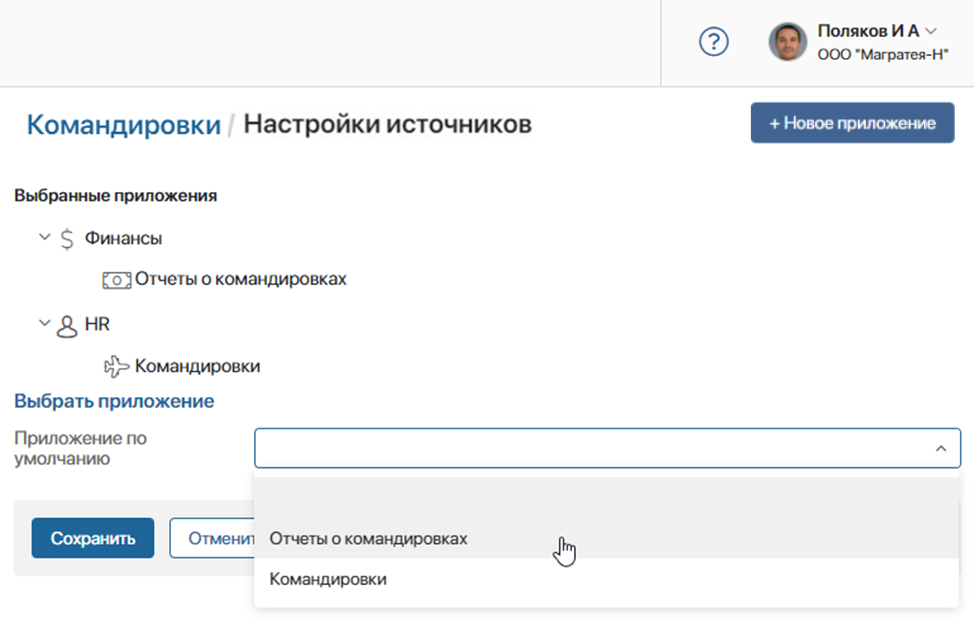 ?
Поляков И А
ООО "Магратея-Н"
Командировки / Настройки источников
+ Новое приложение
Выбранные приложения
$ Финансы
Отчеты о командировках
HR
Командировки
Выбрать приложение
Приложение по
умолчанию
Сохранить
Отменит
Отчеты о командировках
Командировки